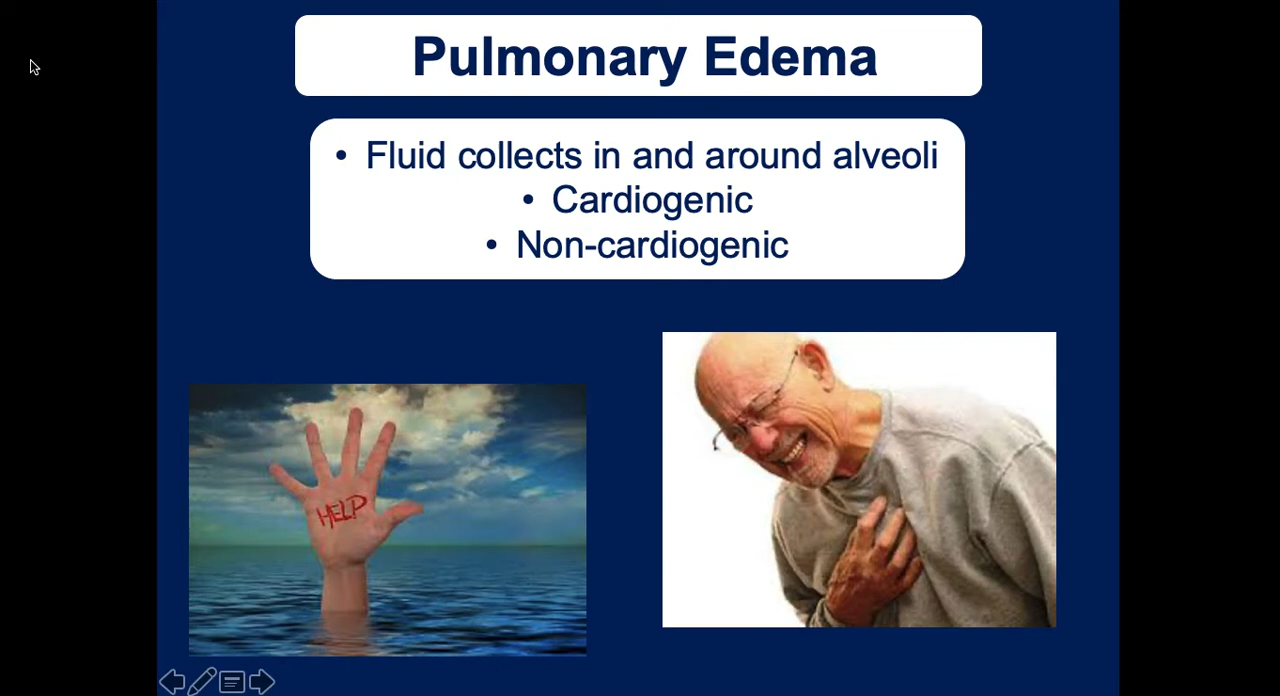 Pulmonary Edema
• Fluid collects in and around alveoli
• Cardiogenic
• Non-cardiogenic
HELP